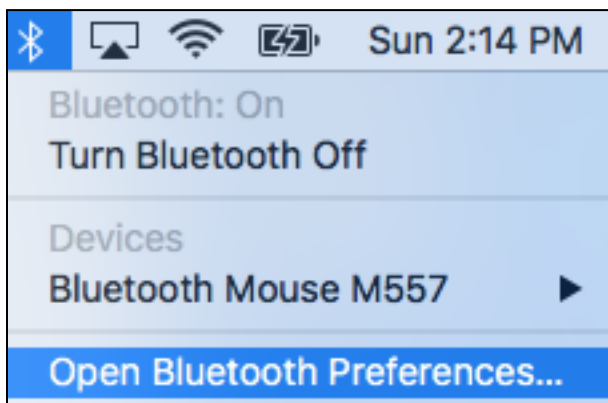 Sun 2:14 PM
Bluetooth: On
Turn Bluetooth Off
Devices
Bluetooth Mouse M557
Open Bluetooth Preferences...